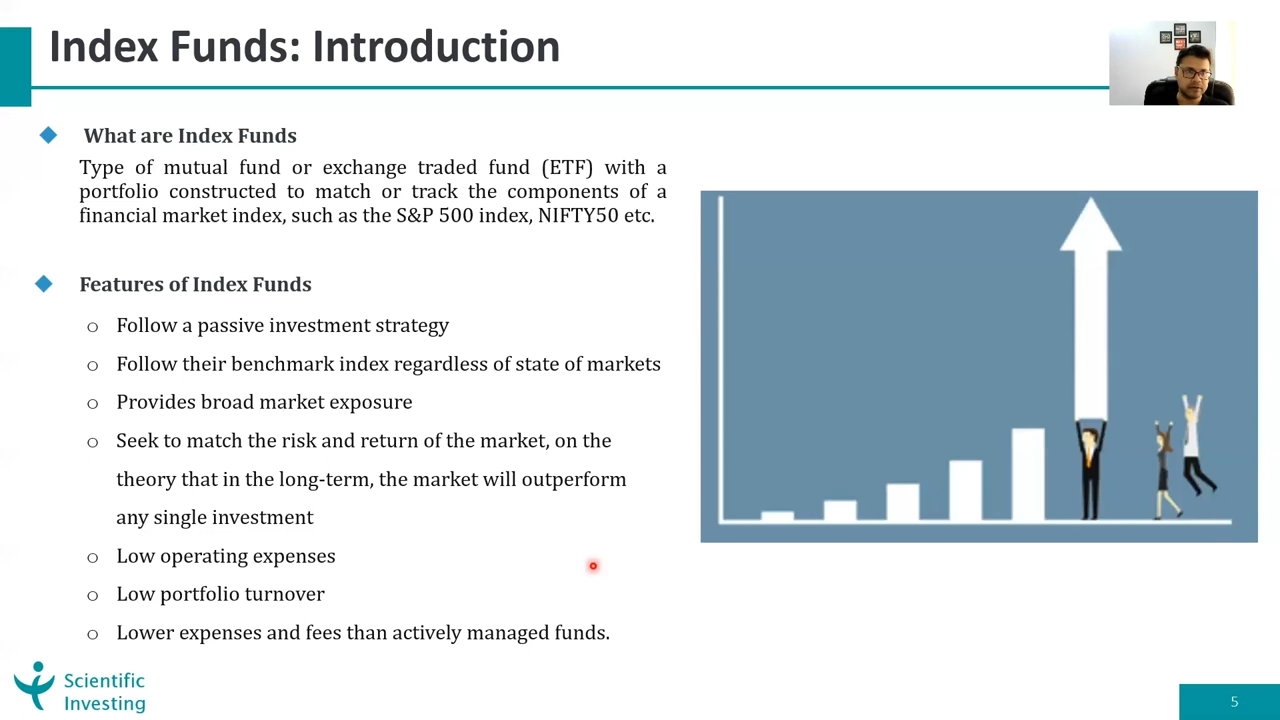 Index Funds: Introduction
What are Index Funds
Type of mutual fund or exchange traded fund (ETF) with a
portfolio constructed to match or track the components of a
financial market index, such as the S&P 500 index, NIFTY50 etc.
Features of Index Funds
o Follow a passive investment strategy
o Follow their benchmark index regardless of state of markets
o Provides broad market exposure
o Seek to match the risk and return of the market, on the
theory that in the long-term, the market will outperform
any single investment
o Low operating expenses
o Low portfolio turnover
o Lower expenses and fees than actively managed funds.
Scientific
Investing
5